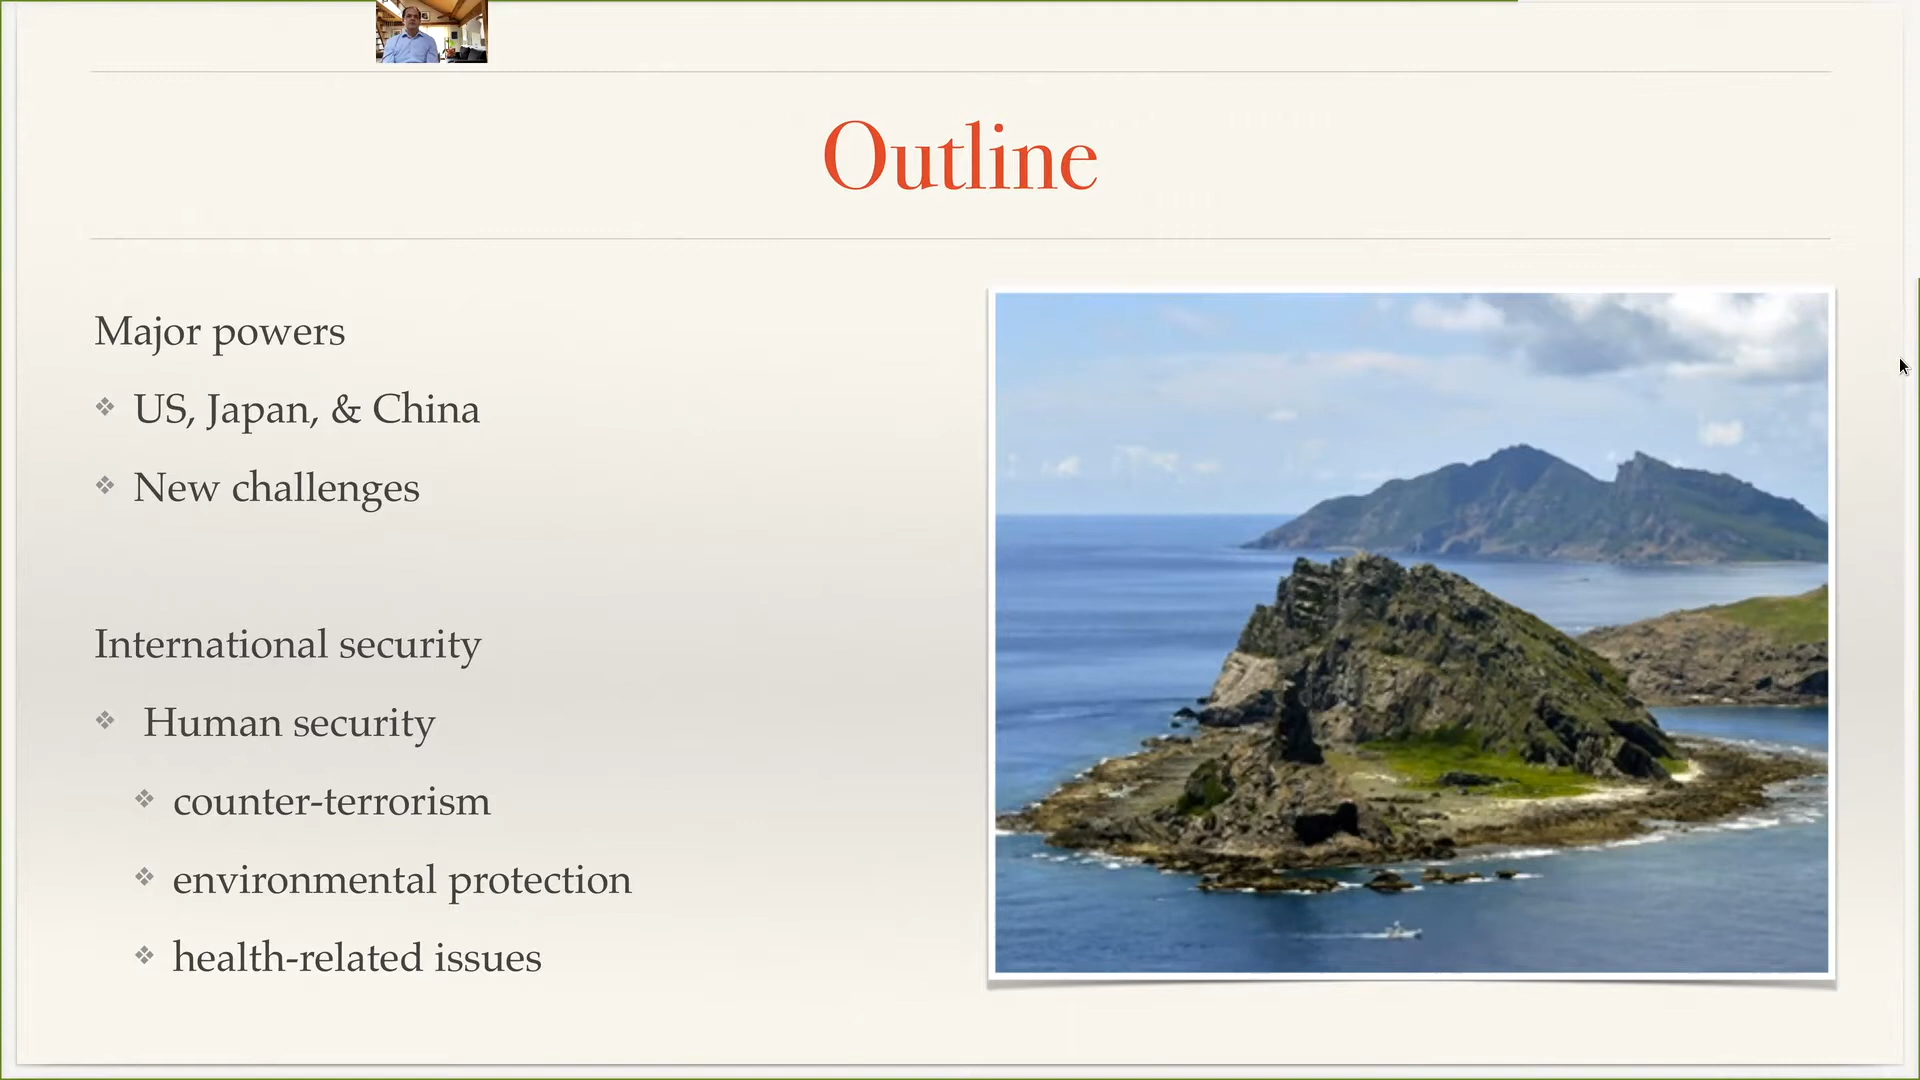 Outline
Major powers
❖ US, Japan, & China
❖ New challenges
International security
❖ Human security
❖ counter-terrorism
❖ environmental protection
❖ health-related issues